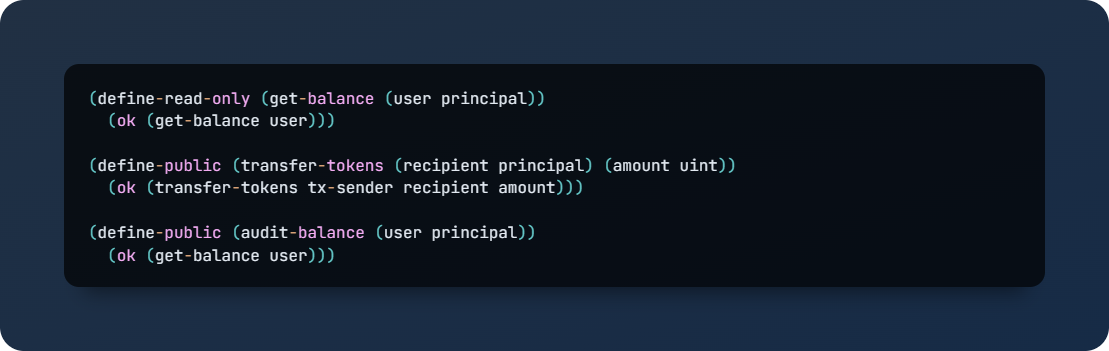 (define-read-only (get-balance (user principal))
  (ok (get-balance user)))

(define-public (transfer-tokens (recipient principal) (amount uint))
  (ok (transfer-tokens tx-sender recipient amount)))

(define-public (audit-balance (user principal))
  (ok (get-balance user)))